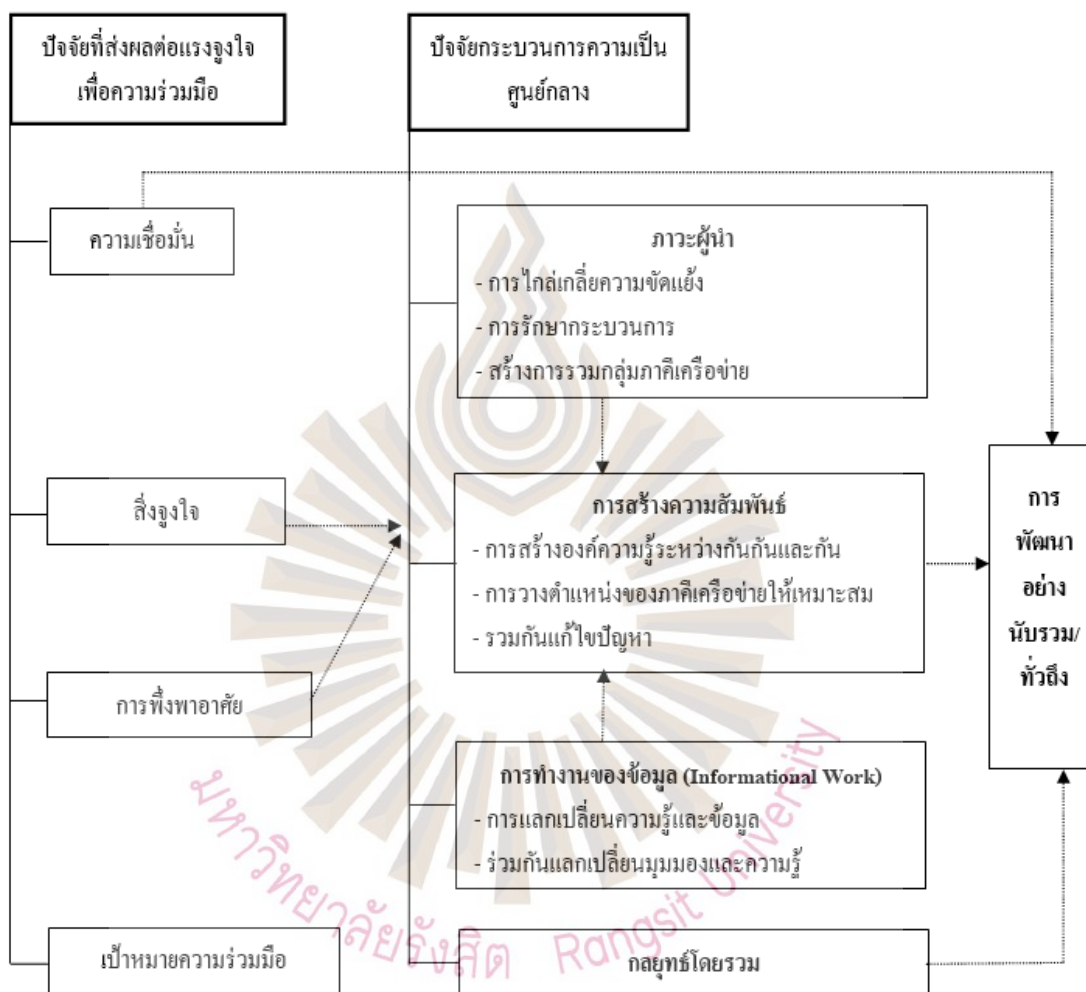 ปัจจัยที่ส่งผลต่อแรงจูงใจ
เพื่อความร่วมมือ
ปัจจัยกระบวนการความเป็น
ศูนย์กลาง
ความเชื่อมั่น
ภาวะผู้นำ
- การไกล่เกลี่ยความขัดแย้ง
- การรักษากระบวนการ
- สร้างการรวมกลุ่มภาคีเครือข่าย
สิ่งจูงใจ
การสร้างความสัมพันธ์
- การสร้างองค์ความรู้ระหว่างกันกันและกัน
- การวางตำแหน่งของภาคีเครือข่ายให้เหมาะสม
- รวมกันแก้ไขปัญหา
การ
พัฒนา
อย่าง
นับรวม/
ทั่วถึง
การพึ่งพาอาศัย
การทำงานของข้อมูล (Informational Work)
- การแลกเปลี่ยนความรู้และข้อมูล
- ร่วมกันแลกเปลี่ยนมุมมองและความรู้
เป้าหมายความร่วมมือ
กลยุทธ์โดยรวม
มหาวิทยาลัยรังสิต Rangsit University